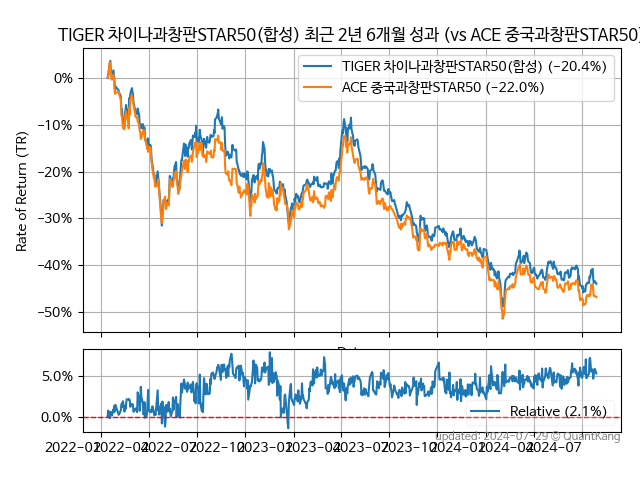 TIGER 차이나과창판STAR50(합성) 최근 2년 6개월 성과 (vs ACE 중국과창판STAR50)
TIGER 차이나과창판STAR50(합성) (-20.4%)
ACE 중국과창판STAR50 (-22.0%)
Rate of Return (TR)
0%
−10%
−20%
−30%
−40%
−50%
5.0%
0.0%
Relative (2.1%)
2022-01 2022-04 2022-07 2022-10 2023-01 2023-04 2023-07 2023-10 2024-01 2024-04 2024-07
updated: 2024-07-29 © QuantKang